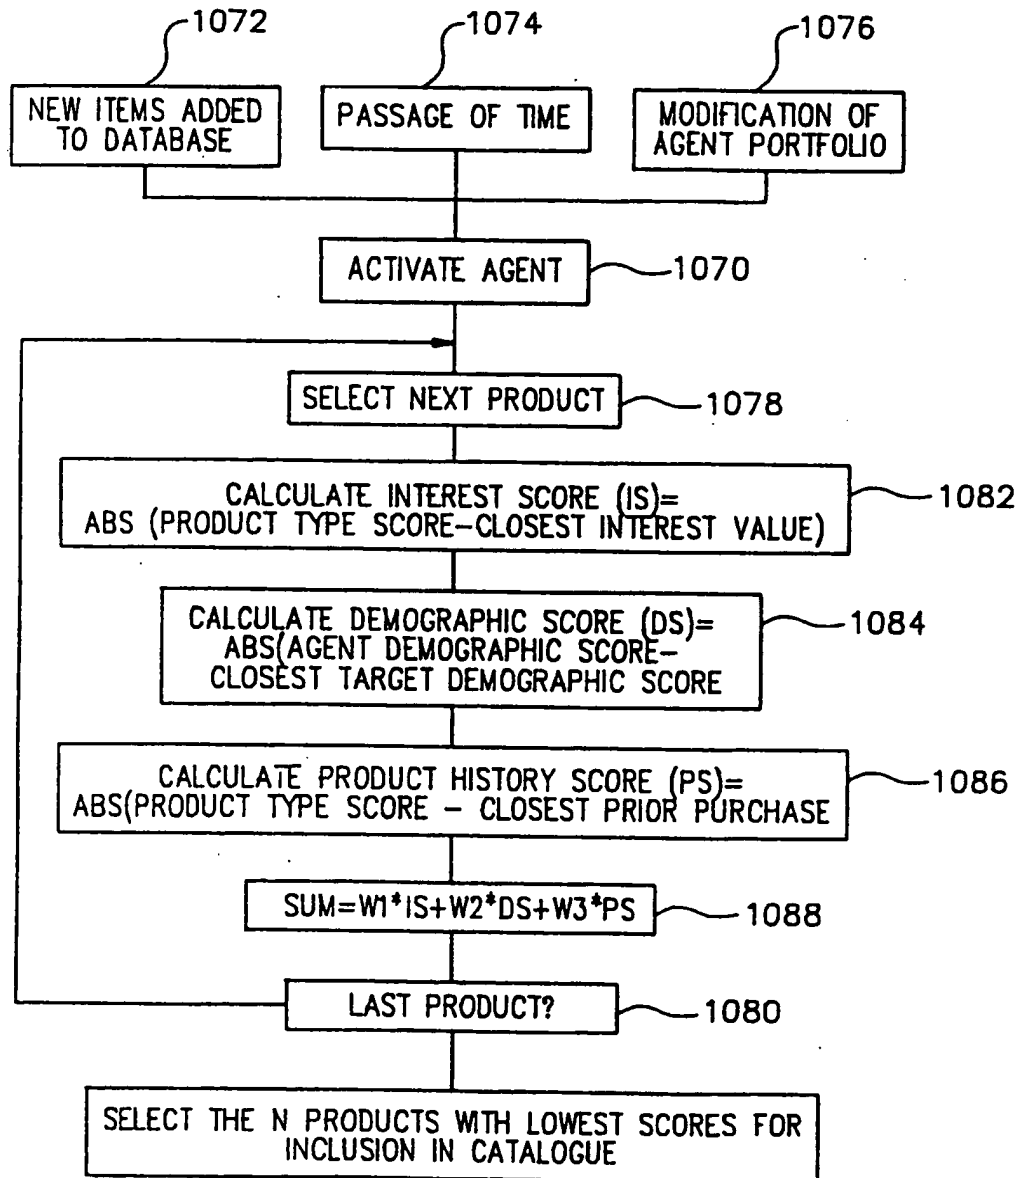 1072
1074
1076
NEW ITEMS ADDED
TO DATABASE
PASSAGE OF TIME
MODIFICATION OF
AGENT PORTFOLIO
ACTIVATE AGENT
1070
SELECT NEXT PRODUCT
1078
CALCULATE INTEREST SCORE (IS)=
ABS (PRODUCT TYPE SCORE-CLOSEST INTEREST VALUE)
1082
CALCULATE DEMOGRAPHIC SCORE (DS)=
ABS(AGENT DEMOGRAPHIC SCORE-
CLOSEST TARGET DEMOGRAPHIC SCORE
1084
CALCULATE PRODUCT HISTORY SCORE (PS)=
ABS(PRODUCT TYPE SCORE - CLOSEST PRIOR PURCHASE
1086
SUM=W1*IS+W2*DS+W3*PS
1088
LAST PRODUCT?
1080
SELECT THE N PRODUCTS WITH LOWEST SCORES FOR
INCLUSION IN CATALOGUE